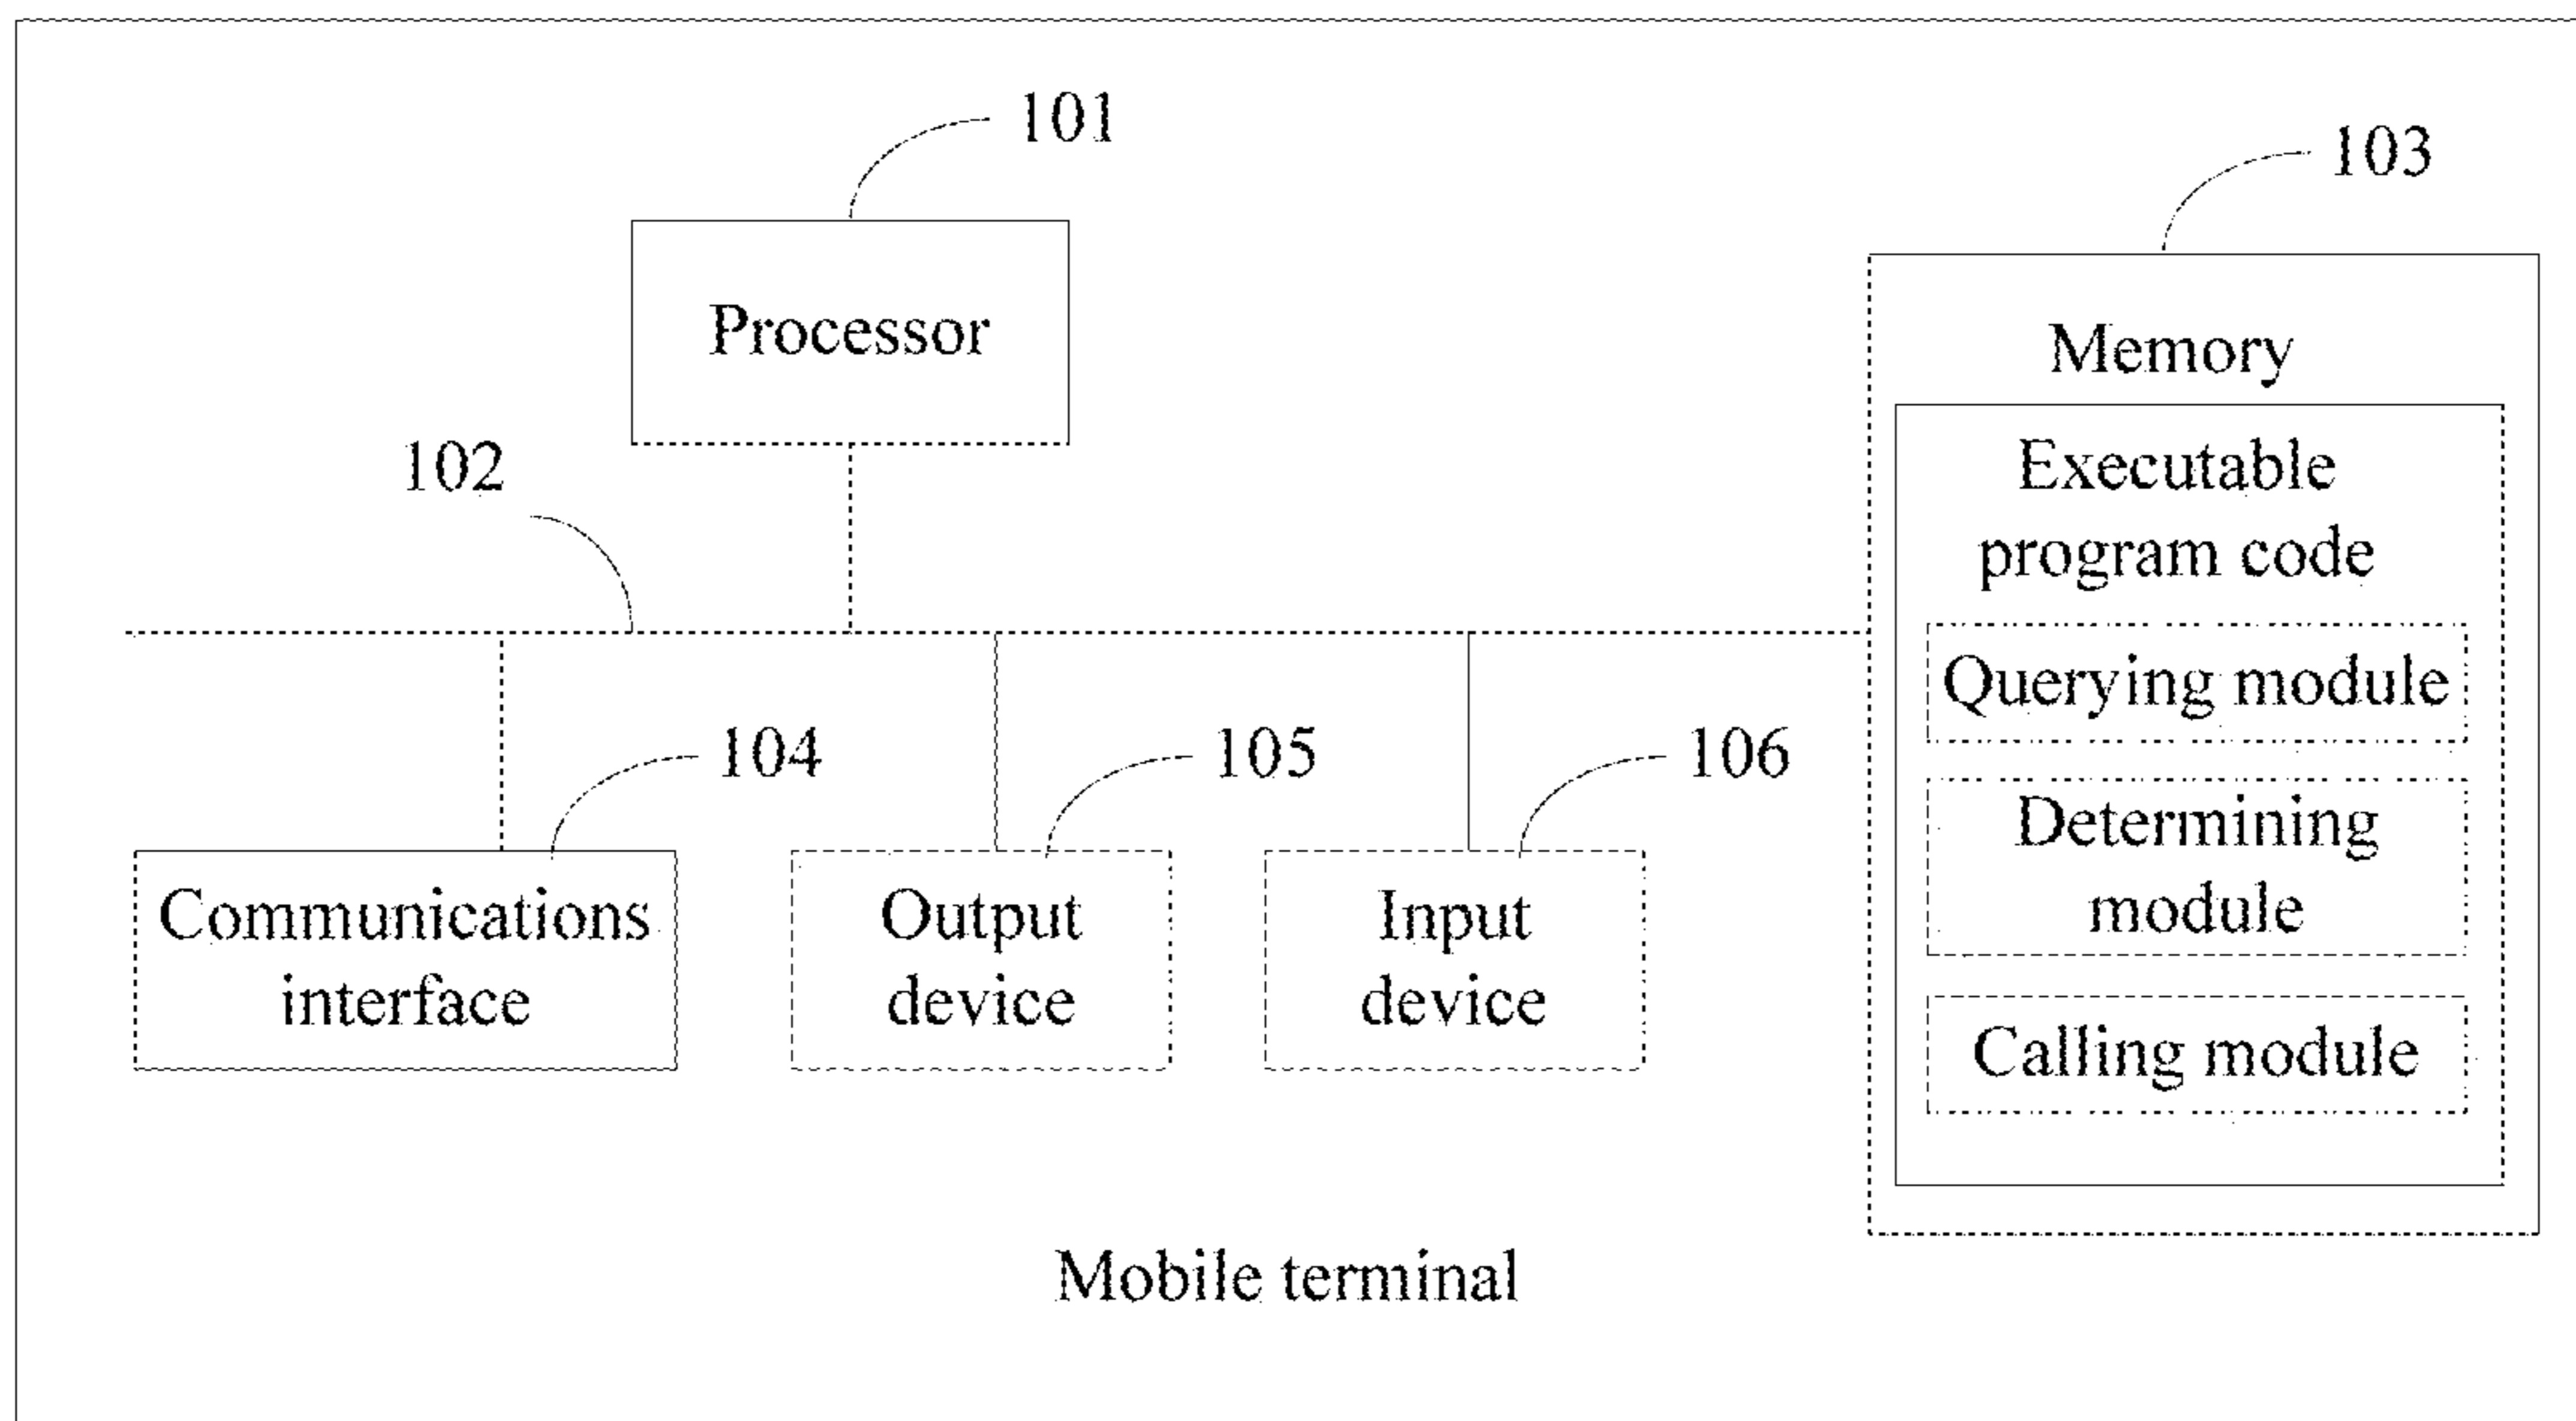 101
103
Processor
Memory
102
Executable
program code
Querying module
104
105
106
Determining
module
Communications
interface
Output
device
Input
device
Calling module
Mobile terminal